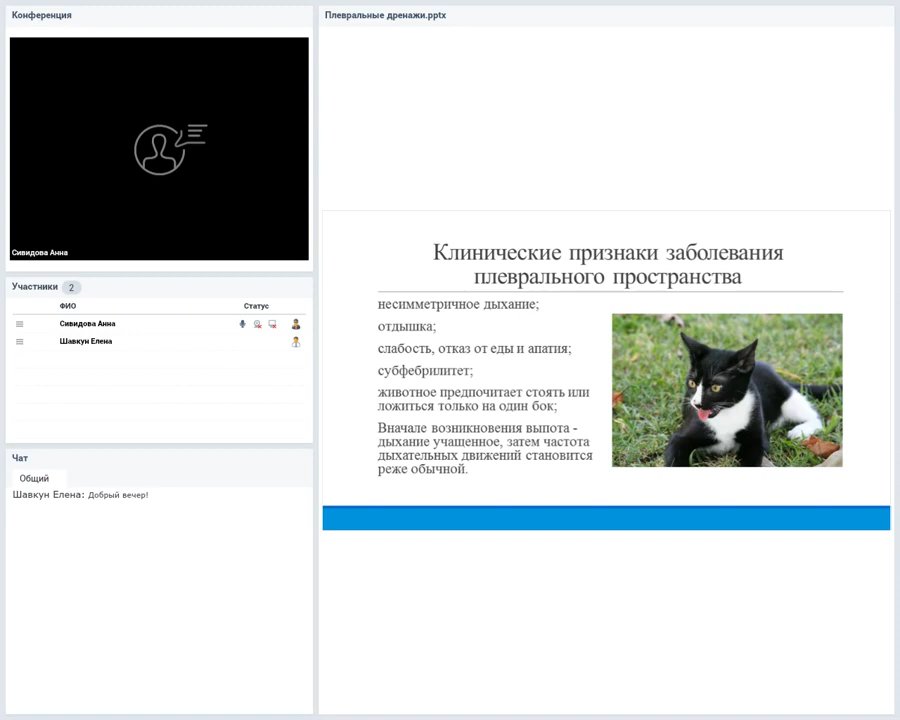 Конференция
Сивидова Анна
Участники 2
ФИО Статус
Сивидова Анна
Шавкун Елена
Чат
Общий
Шавкун Елена: Добрый вечер!
Плевральные дренажи.pptx
Клинические признаки заболевания
плеврального пространства
несимметричное дыхание;
отдышка;
слабость, отказ от еды и апатия;
субфебрилитет;
животное предпочитает стоять или
ложиться только на один бок;
Вначале возникновения выпота -
дыхание учащенное, затем частота
дыхательных движений становится
реже обычной.